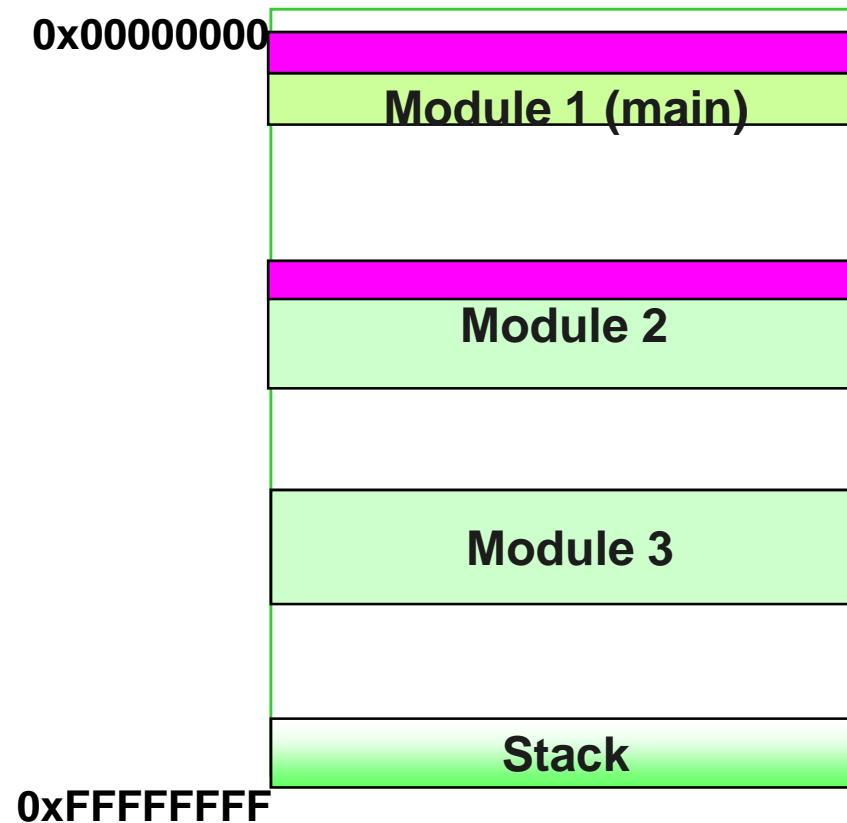 0x00000000
Module 1 (main)
Module 2
Module 3
Stack
0xFFFFFFFF